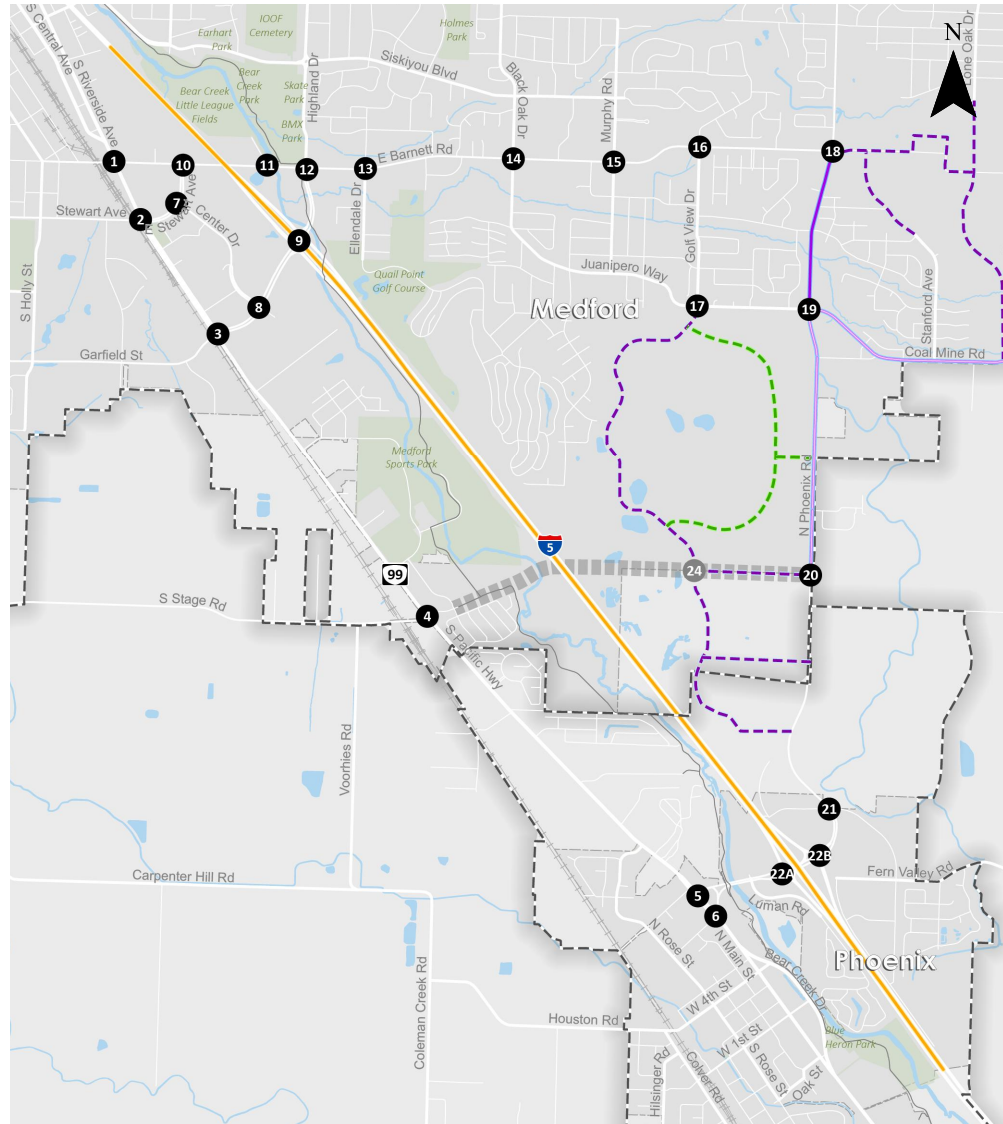 S Central Ave
S Riverside Ave
Earhart
Park
IOOF
Cemetery
Holmes
Park
Highland Dr
Siskiyou Blvd
Black Oak Dr
Murphy Rd
N
Lone Oak Dr
Bear
Creek
Park
Skate
Park
Bear Creek
Little League
Fields
BMX
Park
1
10
11
12
13
E Barnett Rd
14
15
16
18
Stewart Ave
2
7
Stewart Ave
Center Dr
9
Ellendale Dr
Golf View Dr
Juanipero Way
Quail Point
Golf Course
S Holly St
8
3
Medford
17
19
Stanford Ave
Garfield St
Coal Mine Rd
Medford
Sports Park
N Phoenix Rd
5
99
24
20
S Stage Rd
4
S Pacific Hwy
Voorhies Rd
21
22B
22A
Fern Valley Rd
Carpenter Hill Rd
5
6
Luman Rd
N Rose St
N Main St
Phoenix
Bear Creek Dr
Coleman Creek Rd
W 4th St
Houston Rd
W 1st St
Blue
Heron Park
S Rose St
Oak St
Hilsinger Rd
Colver Rd